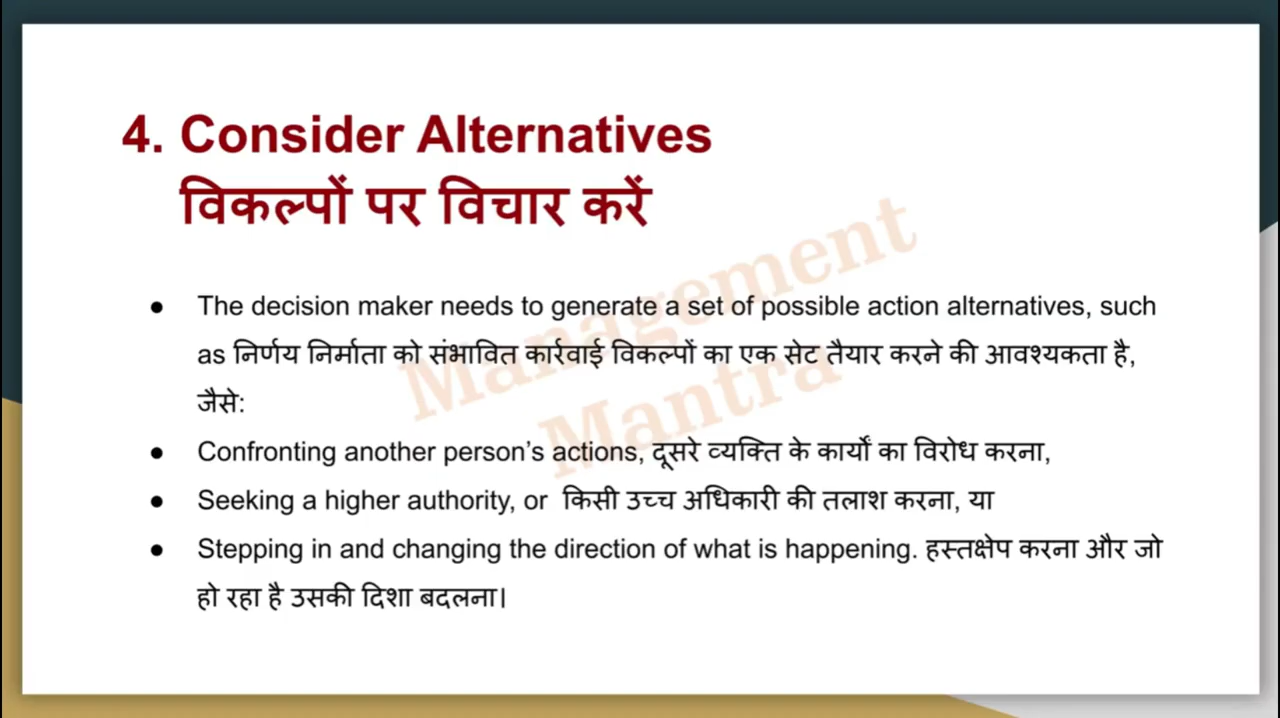 4. Consider Alternatives
विकल्पों पर विचार करें
Management
Mantra
● The decision maker needs to generate a set of possible action alternatives, such
as निर्णय निर्माता को संभावित कार्रवाई विकल्पों का एक सेट तैयार करने की आवश्यकता है,
जैसे:
● Confronting another person’s actions, दूसरे व्यक्ति के कार्यों का विरोध करना,
● Seeking a higher authority, or किसी उच्च अधिकारी की तलाश करना, या
● Stepping in and changing the direction of what is happening. हस्तक्षेप करना और जो
हो रहा है उसकी दिशा बदलना।